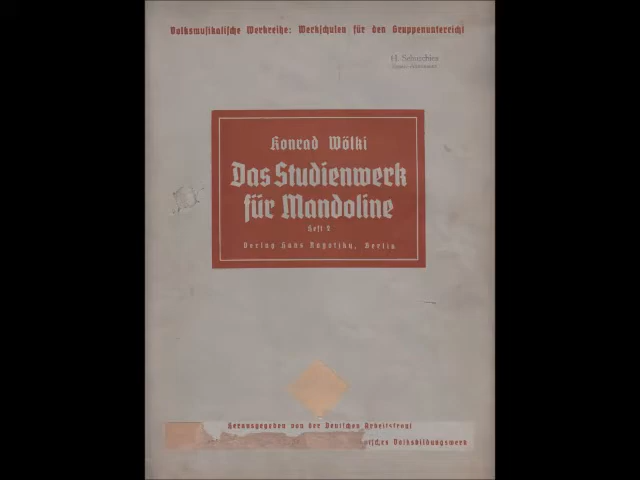 Volksmusikalische Werkreihe: Werkschulen für den Gruppenunterricht
Konrad Wölki
Das Studienwerk
für Mandoline
Heft 2
Verlag Hans Ragotzky, Berlin
Herausgegeben von der Deutschen Arbeitsfront
Volksbildungswerk